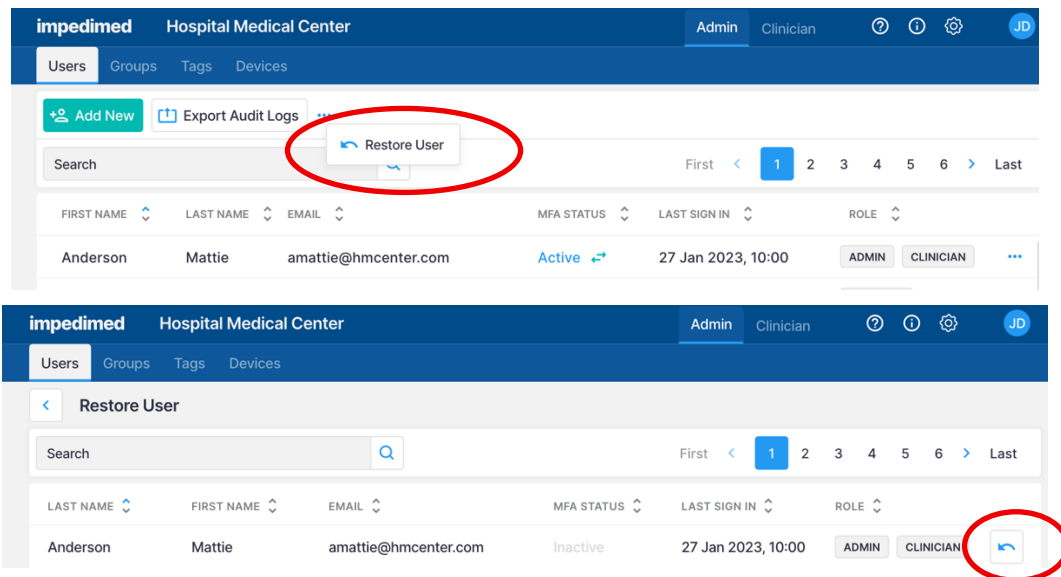 impedimed Hospital Medical Center Admin Clinician JD
Users Groups Tags Devices
Add New Export Audit Logs
Restore User
Search First 1 2 3 4 5 6 Last
FIRST NAME LAST NAME EMAIL MFA STATUS LAST SIGN IN ROLE
Anderson Mattie amattie@hmcenter.com Active 27 Jan 2023, 10:00 ADMIN CLINICIAN
impedimed Hospital Medical Center Admin Clinician JD
Users Groups Tags Devices
Restore User
Search First 1 2 3 4 5 6 Last
LAST NAME FIRST NAME EMAIL MFA STATUS LAST SIGN IN ROLE
Anderson Mattie amattie@hmcenter.com Inactive 27 Jan 2023, 10:00 ADMIN CLINICIAN